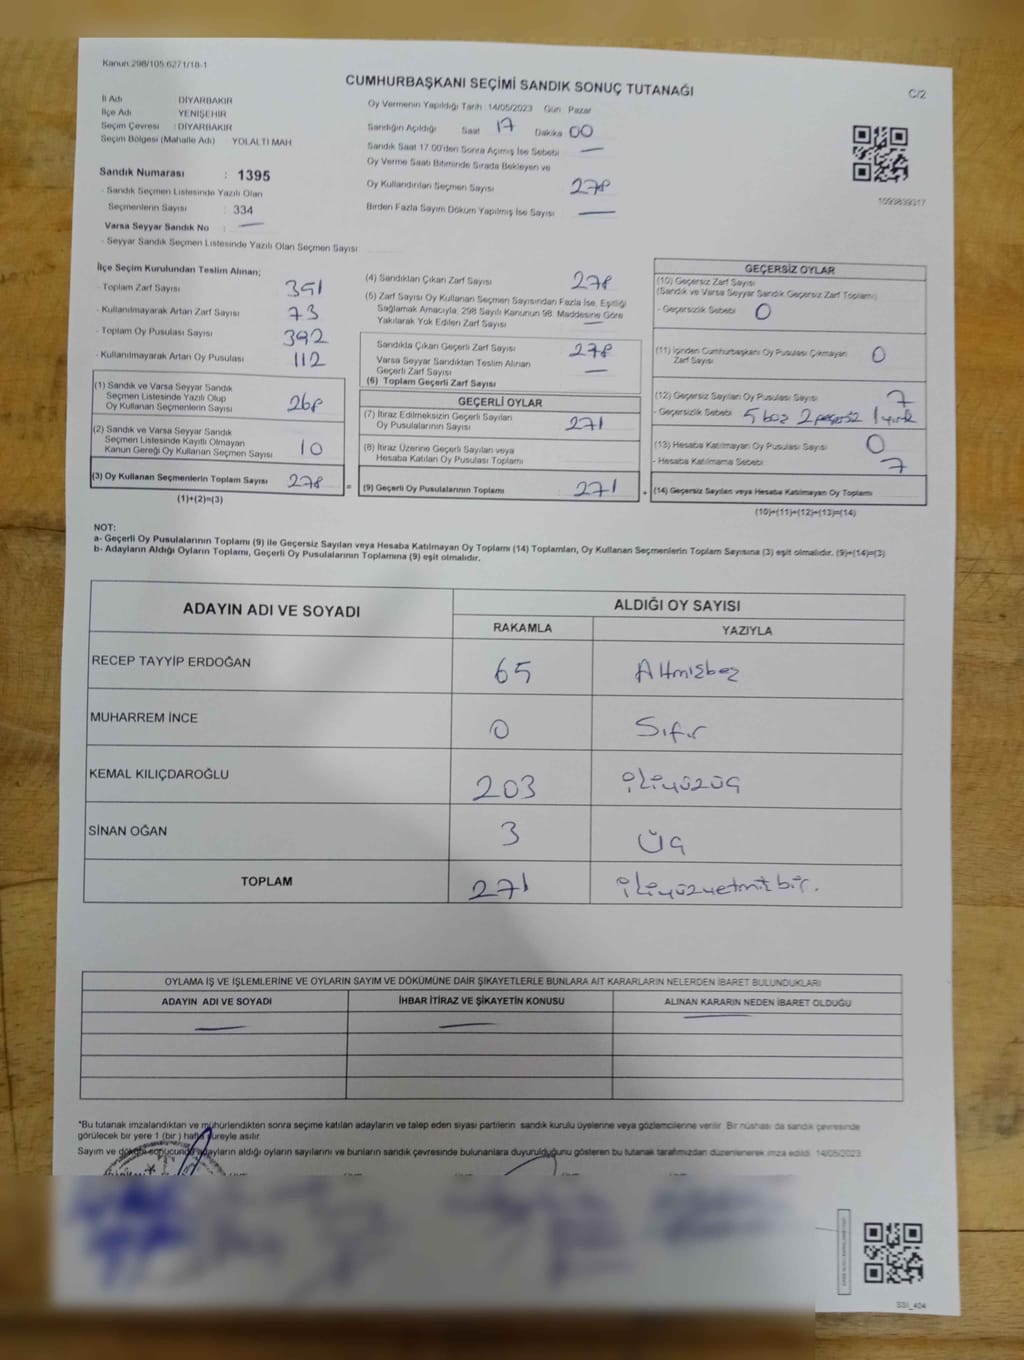 Kanun:298/105;6271/18-1
CUMHURBAŞKANI SEÇİMİ SANDIK SONUÇ TUTANAĞI
C/2
İl Adı DİYARBAKIR
İlçe Adı YENİŞEHİR
Seçim Çevresi : DİYARBAKIR
Seçim Bölgesi (Mahalle Adı) YOLALTI MAH
Oy Vermenin Yapıldığı Tarih : 14/05/2023 Gün : Pazar
Sandığın Açıldığı Saat 17 Dakika 00
Sandık Saat 17:00'den Sonra Açımış İse Sebebi —
Oy Verme Saati Bitiminde Sırada Bekleyen ve
Oy Kullandırılan Seçmen Sayısı 278
Birden Fazla Sayım Döküm Yapılmış İse Sayısı —
1093839317
Sandık Numarası : 1395
- Sandık Seçmen Listesinde Yazılı Olan
Seçmenlerin Sayısı : 334
Varsa Seyyar Sandık No : —
- Seyyar Sandık Seçmen Listesinde Yazılı Olan Seçmen Sayısı:
İlçe Seçim Kurulundan Teslim Alınan;
- Toplam Zarf Sayısı 351
- Kullanılmayarak Artan Zarf Sayısı 73
- Toplam Oy Pusulası Sayısı 392
- Kullanılmayarak Artan Oy Pusulası 112
(1) Sandık ve Varsa Seyyar Sandık
Seçmen Listesinde Yazılı Olup
Oy Kullanan Seçmenlerin Sayısı 268
(2) Sandık ve Varsa Seyyar Sandık
Seçmen Listesinde Kayıtlı Olmayan
Kanun Gereği Oy Kullanan Seçmen Sayısı 10
(3) Oy Kullanan Seçmenlerin Toplam Sayısı 278 =
(1)+(2)=(3)
(4) Sandıktan Çıkan Zarf Sayısı 278
(5) Zarf Sayısı Oy Kullanan Seçmen Sayısından Fazla İse, Eşitliği
Sağlamak Amacıyla; 298 Sayılı Kanunun 98. Maddesine Göre
Yakılarak Yok Edilen Zarf Sayısı —
Sandıkta Çıkan Geçerli Zarf Sayısı 278
Varsa Seyyar Sandıktan Teslim Alınan
Geçerli Zarf Sayısı —
(6) Toplam Geçerli Zarf Sayısı
GEÇERLİ OYLAR
(7) İtiraz Edilmeksizin Geçerli Sayılan
Oy Pusulalarının Sayısı 271
(8) İtiraz Üzerine Geçerli Sayılan veya
Hesaba Katılan Oy Pusulası Toplamı
(9) Geçerli Oy Pusulalarının Toplamı 271 +
GEÇERSİZ OYLAR
(10) Geçersiz Zarf Sayısı
(Sandık ve Varsa Seyyar Sandık Geçersiz Zarf Toplamı)
- Geçersizlik Sebebi 0
(11) İçinden Cumhurbaşkanı Oy Pusulası Çıkmayan
Zarf Sayısı 0
(12) Geçersiz Sayılan Oy Pusulası Sayısı 7
- Geçersizlik Sebebi 5 boş 2 geçersiz 1 yırtık
(13) Hesaba Katılmayan Oy Pusulası Sayısı 0
- Hesaba Katılmama Sebebi 7
(14) Geçersiz Sayılan veya Hesaba Katılmayan Oy Toplamı
(10)+(11)+(12)+(13)=(14)
NOT:
a- Geçerli Oy Pusulalarının Toplamı (9) ile Geçersiz Sayılan veya Hesaba Katılmayan Oy Toplamı (14) Toplamları, Oy Kullanan Seçmenlerin Toplam Sayısına (3) eşit olmalıdır. (9)+(14)=(3)
b- Adayların Aldığı Oyların Toplamı, Geçerli Oy Pusulalarının Toplamına (9) eşit olmalıdır.
ADAYIN ADI VE SOYADI
ALDIĞI OY SAYISI
RAKAMLA YAZIYLA
RECEP TAYYİP ERDOĞAN 65 Altmışbeş
MUHARREM İNCE 0 Sıfır
KEMAL KILIÇDAROĞLU 203 ikiyüzüç
SİNAN OĞAN 3 Üç
TOPLAM 271 ikiyüzyetmişbir.
OYLAMA İŞ VE İŞLEMLERİNE VE OYLARIN SAYIM VE DÖKÜMÜNE DAİR ŞİKAYETLERLE BUNLARA AİT KARARLARIN NELERDEN İBARET BULUNDUKLARI
ADAYIN ADI VE SOYADI İHBAR İTİRAZ VE ŞİKAYETİN KONUSU ALINAN KARARIN NEDEN İBARET OLDUĞU
— — —
*Bu tutanak imzalandıktan ve mühürlendikten sonra seçime katılan adayların ve talep eden siyasi partilerin sandık kurulu üyelerine veya gözlemcilerine verilir. Bir nüshası da sandık çevresinde
görülecek bir yere 1 (bir ) hafta süreyle asılır.
Sayım ve döküm sonucunda adayların aldığı oyların sayılarını ve bunların sandık çevresinde bulunanlara duyurulduğunu gösteren bu tutanak tarafımızdan düzenlenerek imza edildi. 14/05/2023
SSİ_404